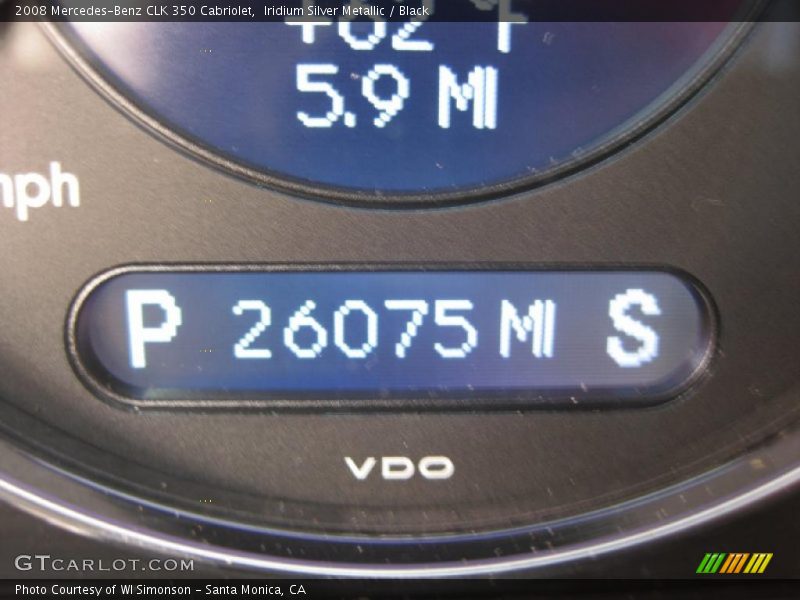 2008 Mercedes-Benz CLK 350 Cabriolet,  Iridium Silver Metallic / Black
+62°F
5.9 MI
mph
P 26075 MI S
VDO
GTCARLOT.COM
Photo Courtesy of WI Simonson - Santa Monica, CA